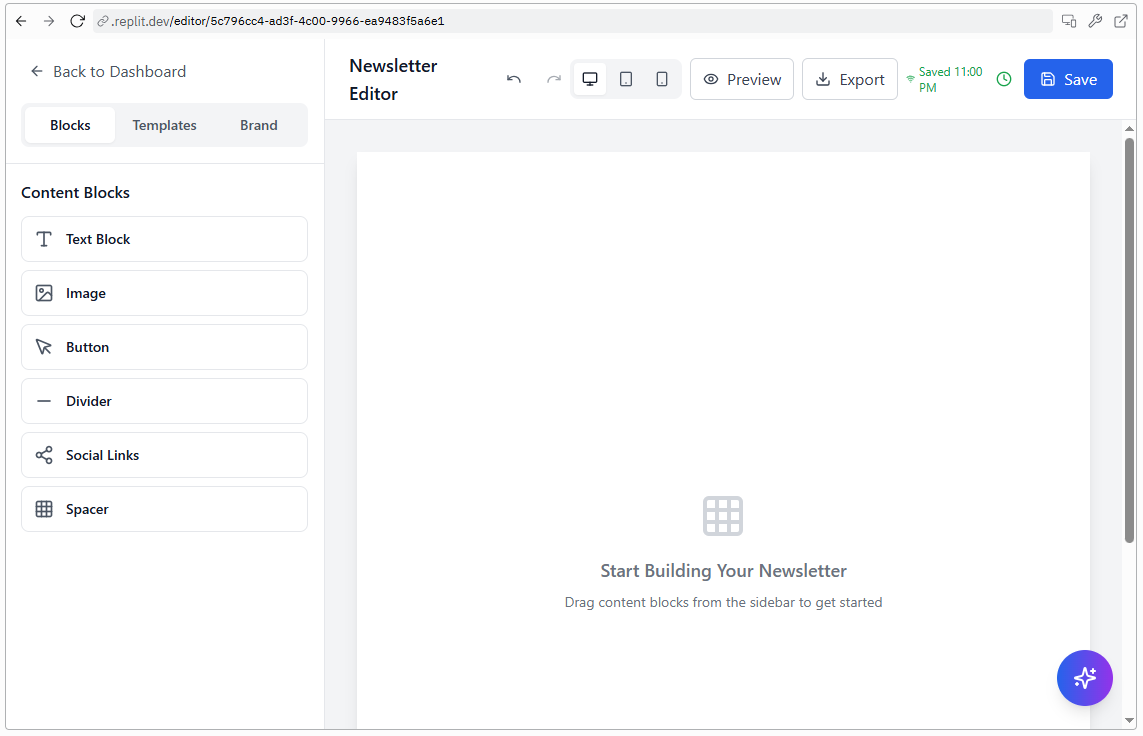 .replit.dev/editor/5c796cc4-ad3f-4c00-9966-ea9483f5a6e1
Back to Dashboard
Blocks
Templates
Brand
Content Blocks
Text Block
Image
Button
Divider
Social Links
Spacer
Newsletter
Editor
Preview
Export
Saved 11:00
PM
Save
Start Building Your Newsletter
Drag content blocks from the sidebar to get started